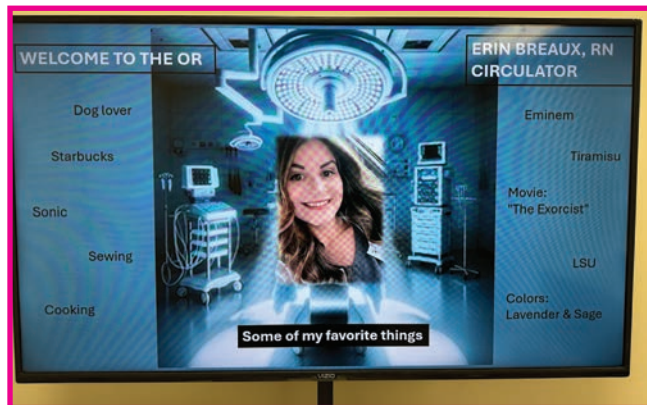 WELCOME TO THE OR
ERIN BREAUX, RN
CIRCULATOR
Dog lover
Starbucks
Sonic
Sewing
Cooking
Eminem
Tiramisu
Movie:
"The Exorcist"
LSU
Colors:
Lavender & Sage
Some of my favorite things
VIZIO